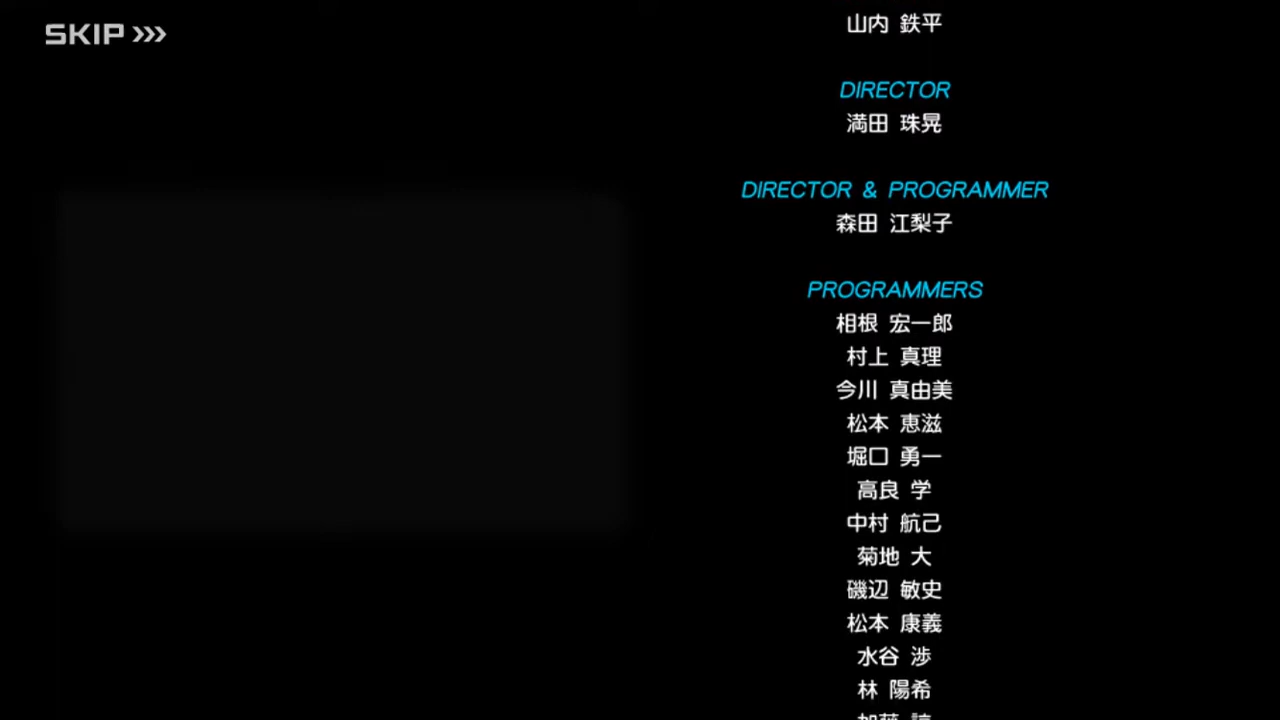 SKIP
山内 鉄平
DIRECTOR
満田 珠晃
DIRECTOR & PROGRAMMER
森田 江梨子
PROGRAMMERS
相根 宏一郎
村上 真理
今川 真由美
松本 恵滋
堀口 勇一
高良 学
中村 航己
菊地 大
磯辺 敏史
松本 康義
水谷 渉
林 陽希